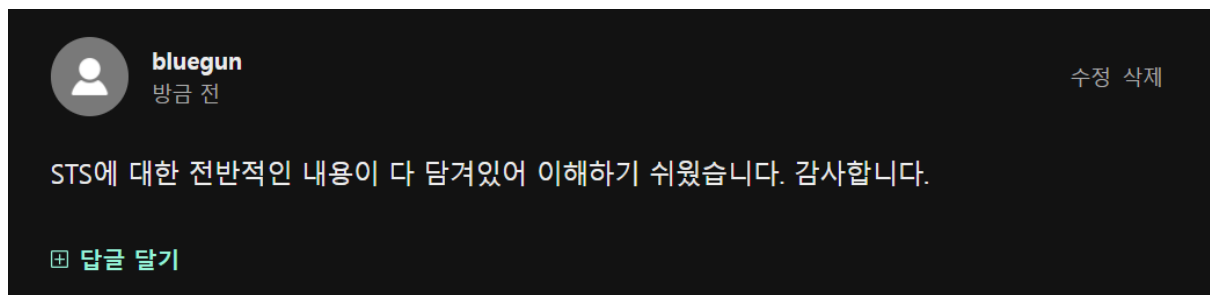 bluegun
방금 전
수정 삭제
STS에 대한 전반적인 내용이 다 담겨있어 이해하기 쉬웠습니다. 감사합니다.
답글 달기